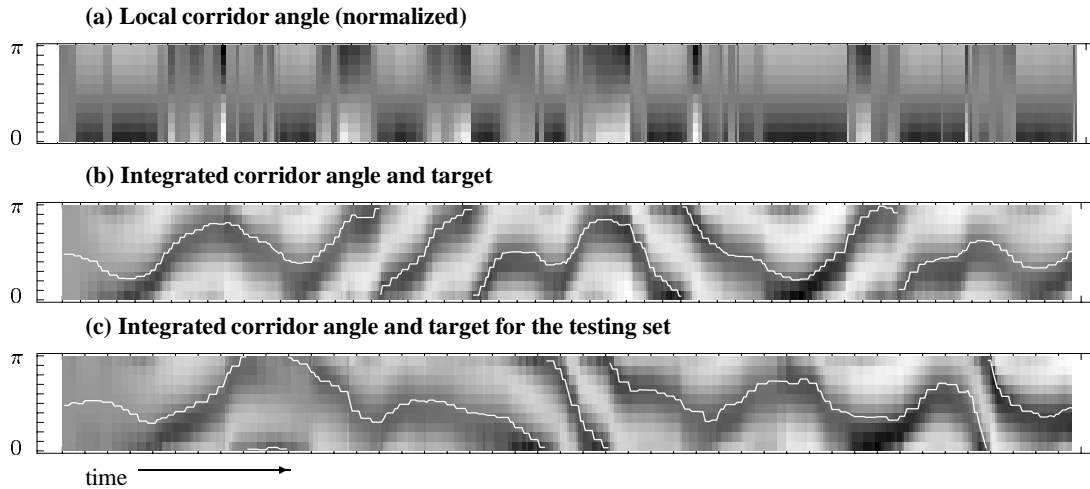 (a) Local corridor angle (normalized)
π
0
(b) Integrated corridor angle and target
π
0
(c) Integrated corridor angle and target for the testing set
π
0
time